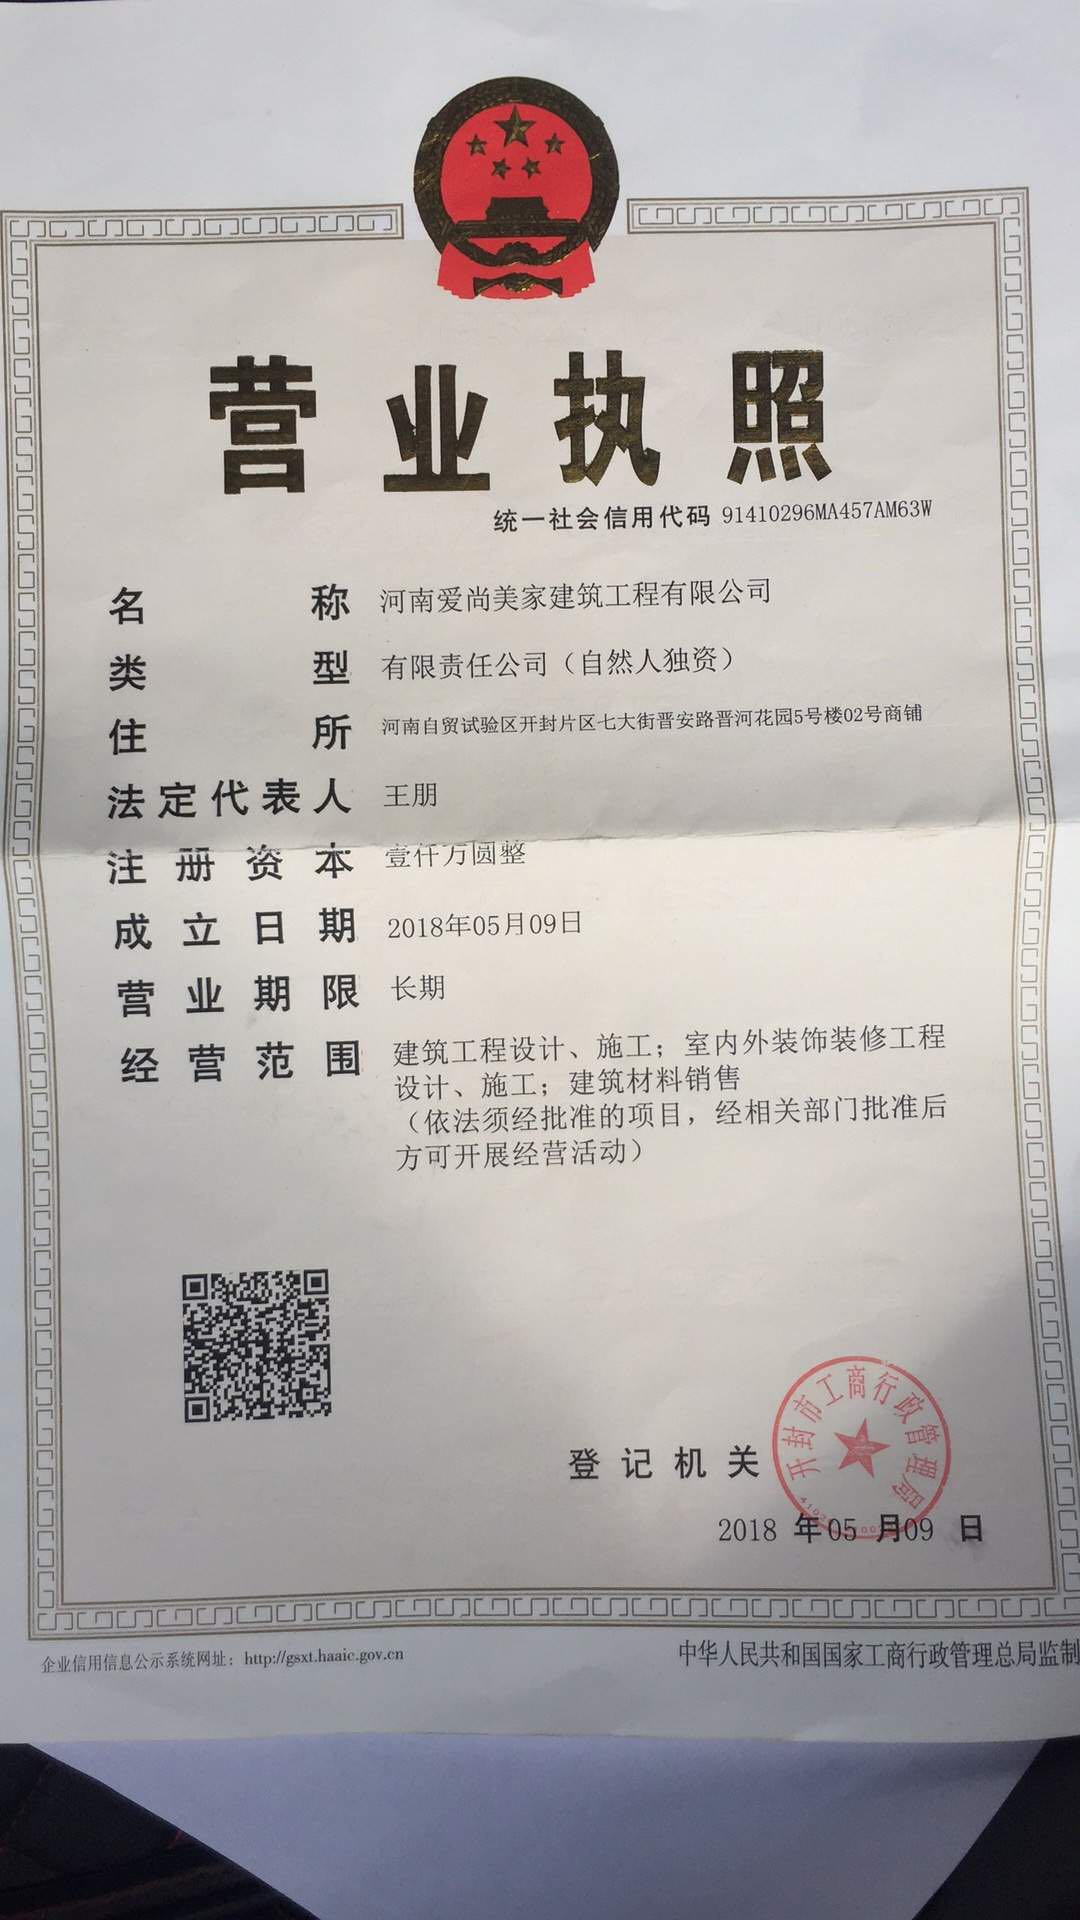 营业执照
统一社会信用代码 91410296MA457AM63W
名称 河南爱尚美家建筑工程有限公司
类型 有限责任公司（自然人独资）
住所 河南自贸试验区开封片区七大街晋安路晋河花园5号楼02号商铺
法定代表人 王朋
注册资本 壹仟万圆整
成立日期 2018年05月09日
营业期限 长期
经营范围 建筑工程设计、施工；室内外装饰装修工程
设计、施工；建筑材料销售
（依法须经批准的项目，经相关部门批准后
方可开展经营活动）
开封市工商行政管理局
登记机关
2018 年05 月09 日
企业信用信息公示系统网址：http://gsxt.haaic.gov.cn
中华人民共和国国家工商行政管理总局监制